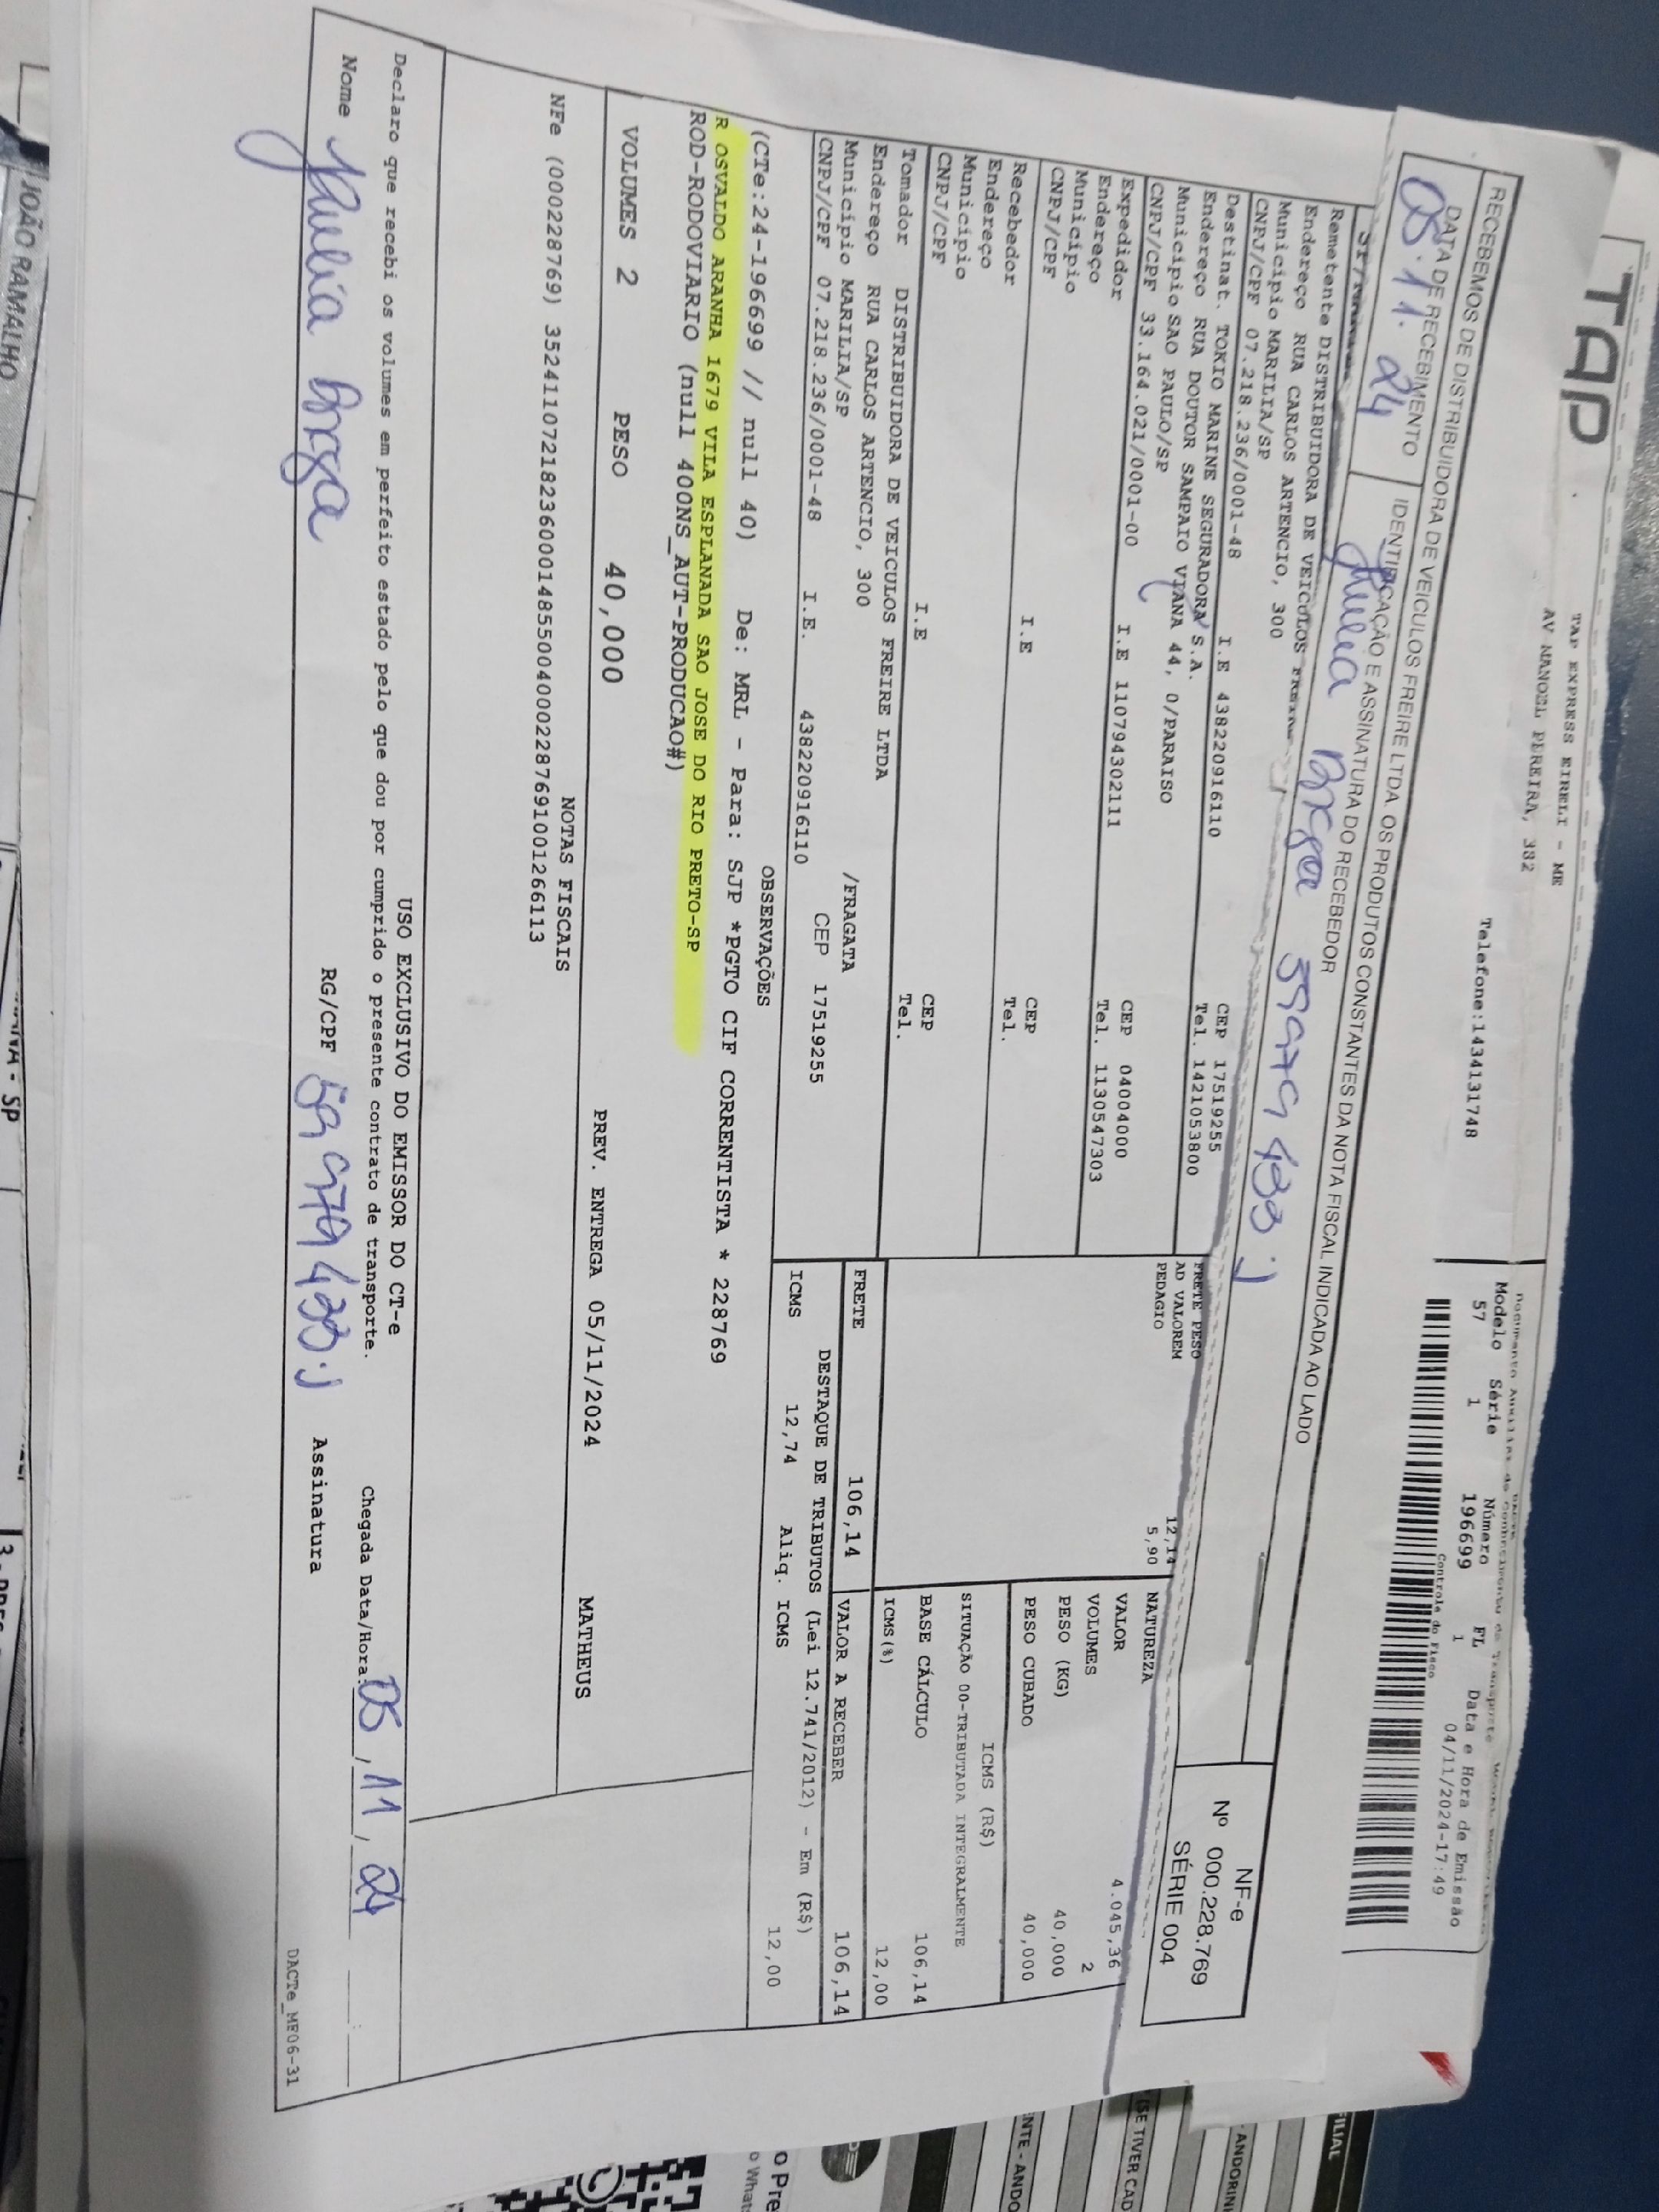 TAP
TAP EXPRESS EIRELI - ME
AV MANOEL PEREIRA, 382
Telefone:1434131748
Modelo Série Número FL Data e Hora de Emissão
57 1 196699 1 04/11/2024-17:49
Controle do Fisco
RECEBEMOS DE DISTRIBUIDORA DE VEICULOS FREIRE LTDA OS PRODUTOS CONSTANTES DA NOTA FISCAL INDICADA AO LADO
DATA DE RECEBIMENTO
IDENTIFICAÇÃO E ASSINATURA DO RECEBEDOR
05.11.24
NF-e
Nº 000.228.769
SÉRIE 004
Remetente DISTRIBUIDORA DE VEICULOS
Endereço RUA CARLOS ARTENCIO, 300
Município MARILIA/SP
CNPJ/CPF 07.218.236/0001-48 I.E 438220916110
CEP 17519255
Tel. 1421053800
Destinat. TOKIO MARINE SEGURADORA S.A.
Endereço RUA DOUTOR SAMPAIO VIANA 44, 0/PARAISO
Município SAO PAULO/SP
CNPJ/CPF 33.164.021/0001-00 I.E 110794302111
CEP 04004000
Tel. 1130547303
Expedidor
Endereço
Município
CNPJ/CPF I.E
CEP
Tel.
Recebedor
Endereço
Município
CNPJ/CPF I.E
CEP
Tel.
Tomador DISTRIBUIDORA DE VEICULOS FREIRE LTDA
Endereço RUA CARLOS ARTENCIO, 300 /FRAGATA
Município MARILIA/SP CEP 17519255
CNPJ/CPF 07.218.236/0001-48 I.E. 438220916110
FRETE PESO
AD VALOREM 12,14
PEDAGIO 5,90
NATUREZA
VALOR 4.045,36
VOLUMES 2
PESO (KG) 40,000
PESO CUBADO 40,000
ICMS (R$)
SITUAÇÃO 00-TRIBUTADA INTEGRALMENTE
BASE CÁLCULO 106,14
ICMS(%) 12,00
FRETE 106,14 VALOR A RECEBER 106,14
DESTAQUE DE TRIBUTOS (Lei 12.741/2012) - Em (R$)
ICMS 12,74 Aliq. ICMS 12,00
OBSERVAÇÕES
(CTe:24-196699 // null 40) De: MRL - Para: SJP *PGTO CIF CORRENTISTA * 228769
R OSVALDO ARANHA 1679 VILA ESPLANADA SAO JOSE DO RIO PRETO-SP
ROD-RODOVIARIO (null 400NS_AUT-PRODUCAO#)
VOLUMES 2 PESO 40,000 PREV. ENTREGA 05/11/2024 MATHEUS
NOTAS FISCAIS
NFe (000228769) 35241107218236000148550040002287691001266113
USO EXCLUSIVO DO EMISSOR DO CT-e
Declaro que recebi os volumes em perfeito estado pelo que dou por cumprido o presente contrato de transporte.
Chegada Data/Hora: 05,11,24
Nome RG/CPF Assinatura
DACTe_MF06-31
JOÃO RAMALHO